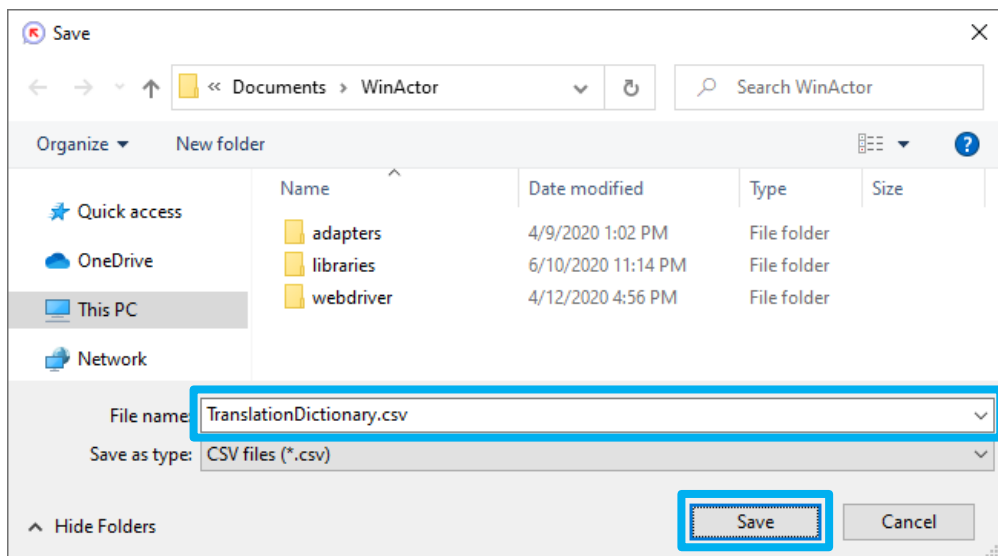 Save
« Documents › WinActor
Search WinActor
Organize
New folder
?
Name Date modified Type Size
Quick access
OneDrive
This PC
Network
adapters 4/9/2020 1:02 PM File folder
libraries 6/10/2020 11:14 PM File folder
webdriver 4/12/2020 4:56 PM File folder
File name: TranslationDictionary.csv
Save as type: CSV files (*.csv)
Hide Folders
Save
Cancel